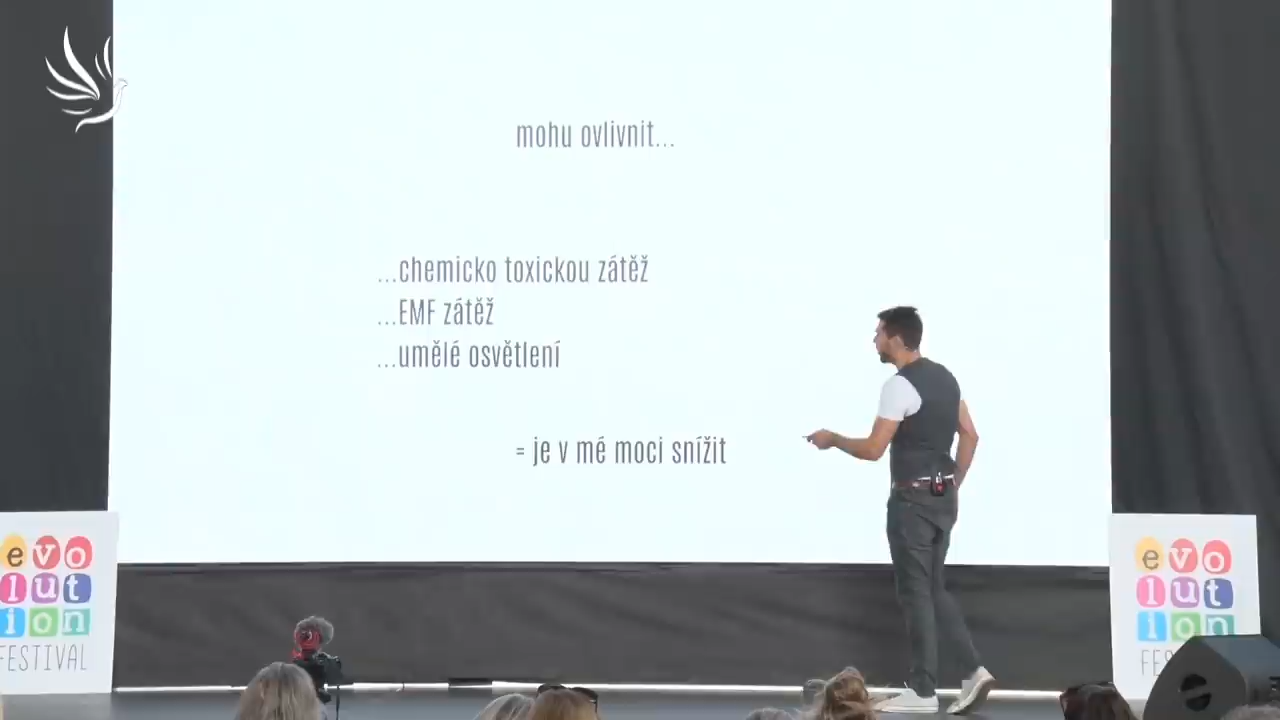 mohu ovlivnit...
...chemicko toxickou zátěž
...EMF zátěž
...umělé osvětlení
= je v mé moci snížit
evo
lut
ion
FESTIVAL
evo
lut
ion